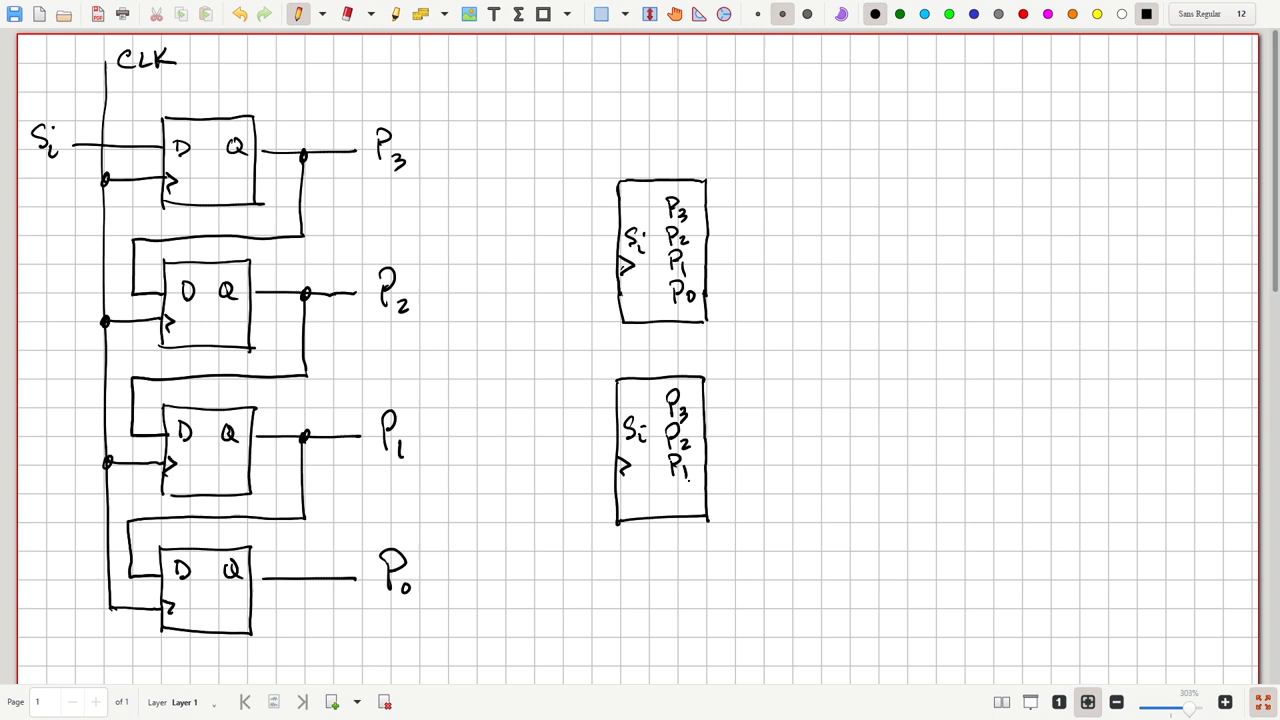 T Σ Sans Regular 12
CLK
Si D Q P3
D Q P2
D Q P1
D Q P0
P3
Si P2
P1
P0
P3
Si P2
P1
Page 1 of 1 Layer Layer 1 1 303%